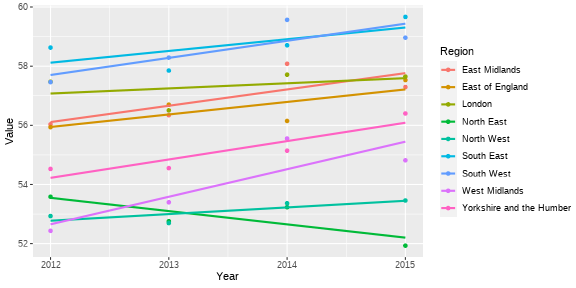 60
58
56
54
52
Value
2012
2013
2014
2015
Year
Region
East Midlands
East of England
London
North East
North West
South East
South West
West Midlands
Yorkshire and the Humber